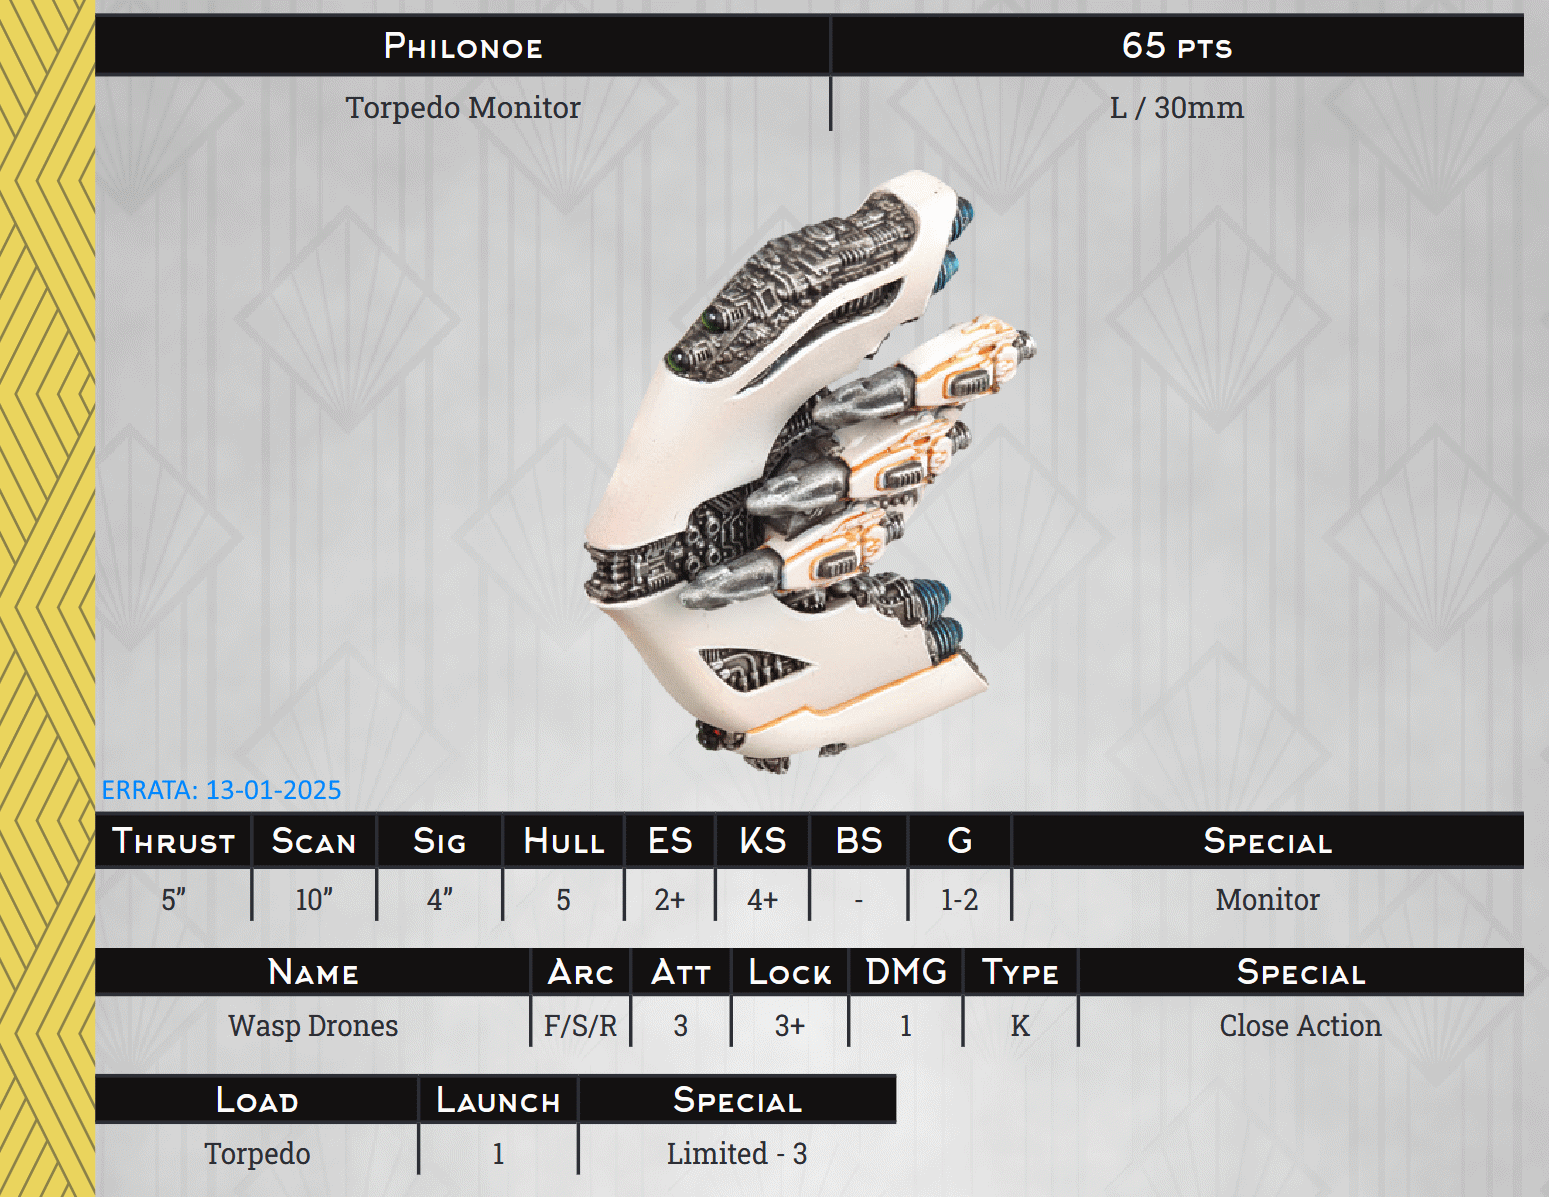 Philonoe 65 pts
Torpedo Monitor L / 30mm
ERRATA: 13-01-2025
Thrust Scan Sig Hull ES KS BS G Special
5” 10” 4” 5 2+ 4+ - 1-2 Monitor
Name Arc Att Lock DMG Type Special
Wasp Drones F/S/R 3 3+ 1 K Close Action
Load Launch Special
Torpedo 1 Limited - 3